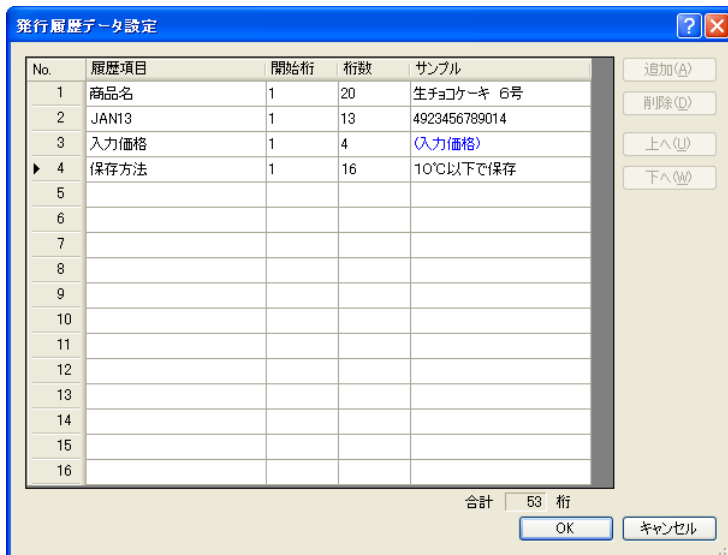 発行履歴データ設定
No. 履歴項目 開始桁 桁数 サンプル
1 商品名 1 20 生チョコケーキ 6号
2 JAN13 1 13 4923456789014
3 入力価格 1 4 (入力価格)
4 保存方法 1 16 10℃以下で保存
5
6
7
8
9
10
11
12
13
14
15
16
追加(A)
削除(D)
上へ(U)
下へ(W)
合計 53 桁
OK キャンセル